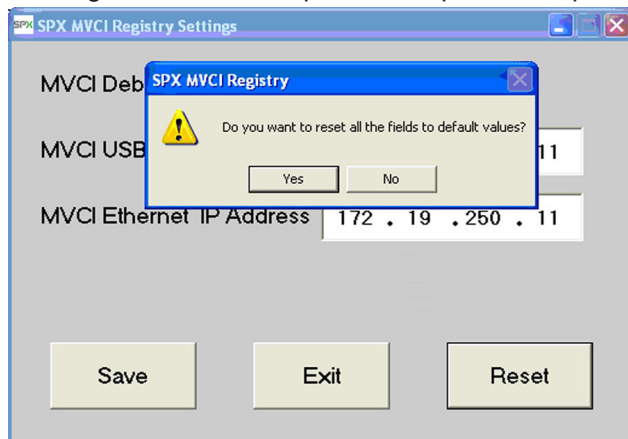 SPX SPX MVCI Registry Settings
MVCI Deb
SPX MVCI Registry
Do you want to reset all the fields to default values?
Yes No
MVCI USB
11
MVCI Ethernet IP Address 172 . 19 . 250 . 11
Save Exit Reset